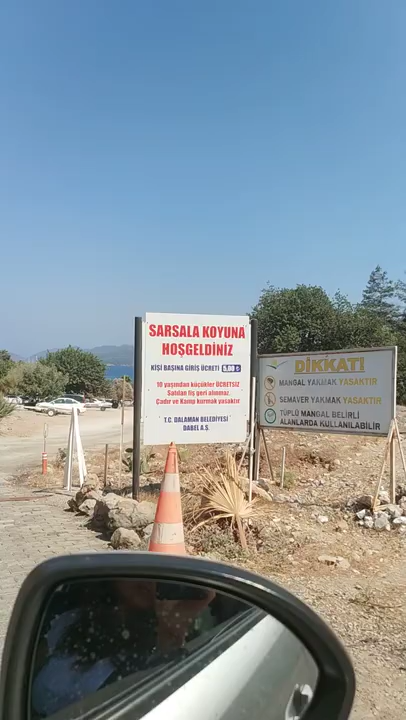 SARSALA KOYUNA
HOŞGELDİNİZ
KİŞİ BAŞINA GİRİŞ ÜCRETİ 5,00 ₺
10 yaşından küçükler ÜCRETSİZ
Satılan fiş geri alınmaz
Çadır ve Kamp kurmak yasaktır
T.C. DALAMAN BELEDİYESİ
DABEL A.Ş.
DİKKAT!
MANGAL YAKMAK YASAKTIR
SEMAVER YAKMAK YASAKTIR
TÜPLÜ MANGAL BELİRLİ
ALANLARDA KULLANILABİLİR